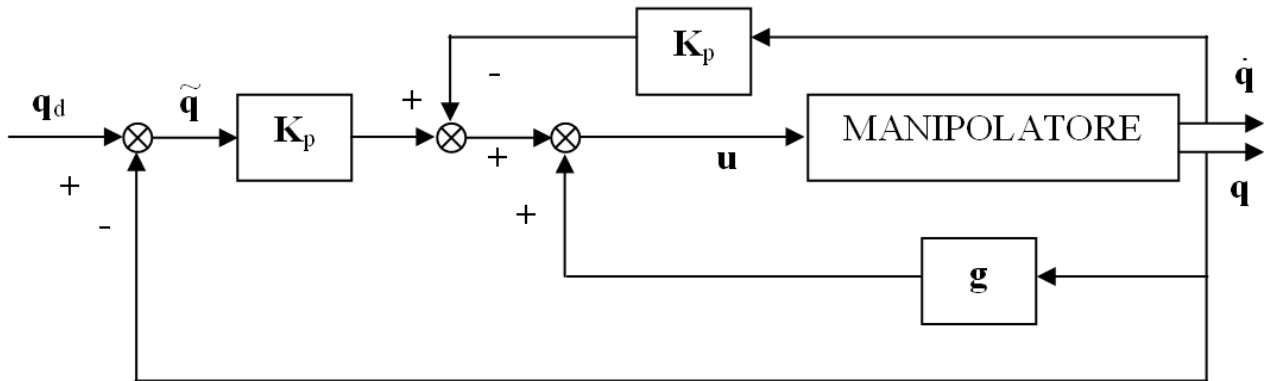 K_p
-
q̇
q_d
q̃
+
K_p
MANIPOLATORE
+
u
q
+
-
+
g